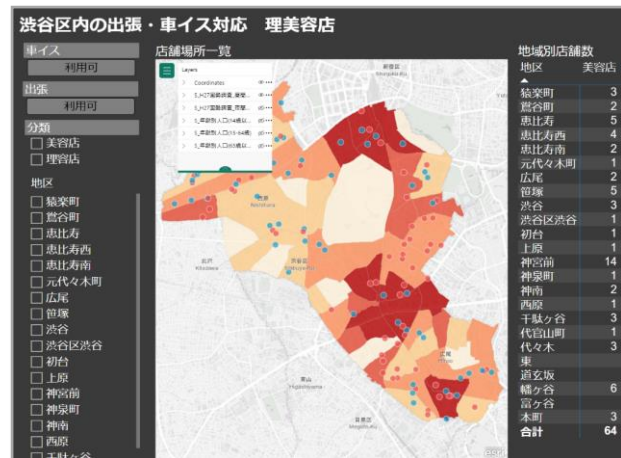 渋谷区内の出張・車イス対応　理美容店
車イス
利用可
出張
利用可
分類
美容店
理容店
地区
猿楽町
鶯谷町
恵比寿
恵比寿西
恵比寿南
元代々木町
広尾
笹塚
渋谷
渋谷区渋谷
初台
上原
神宮前
神泉町
神南
西原
千駄ヶ谷
店舗場所一覧
Layers
Coordinates
地域別店舗数
地区 美容店
猿楽町 3
鶯谷町 2
恵比寿 5
恵比寿西 4
恵比寿南 2
元代々木町 1
広尾 2
笹塚 5
渋谷 3
渋谷区渋谷 1
初台 1
上原 1
神宮前 14
神泉町 1
神南 2
西原 1
千駄ヶ谷 3
代官山町 1
代々木 3
東
道玄坂
幡ヶ谷 6
富ヶ谷
本町 3
合計 64